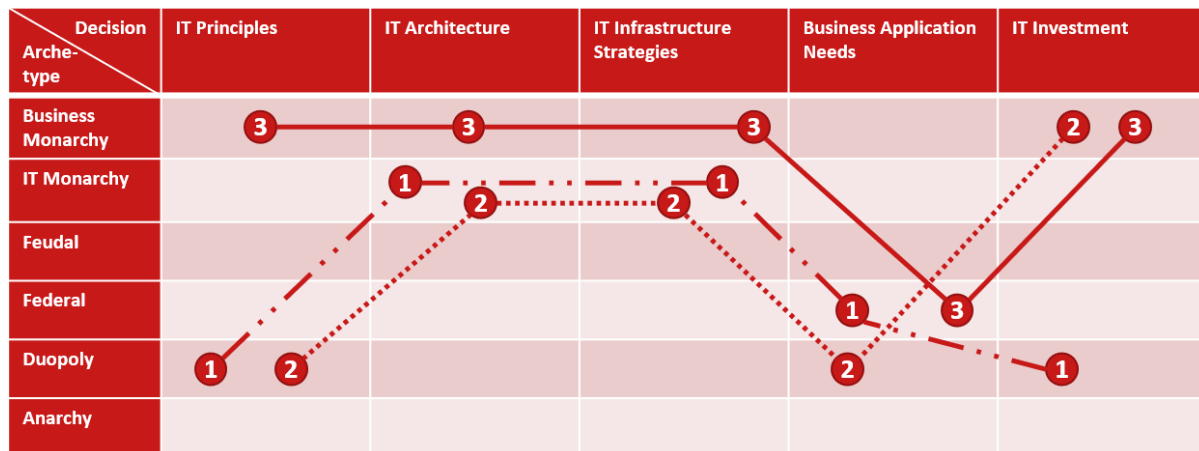 Decision
Arche-
type
IT Principles
IT Architecture
IT Infrastructure
Strategies
Business Application
Needs
IT Investment
Business
Monarchy
3
3
3
2
3
IT Monarchy
1
2
2
1
Feudal
Federal
1
3
Duopoly
1
2
2
1
Anarchy